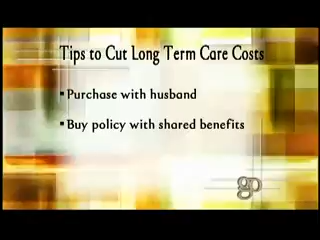 Tips to Cut Long Term Care Costs
▪ Purchase with husband
▪ Buy policy with shared benefits
gp